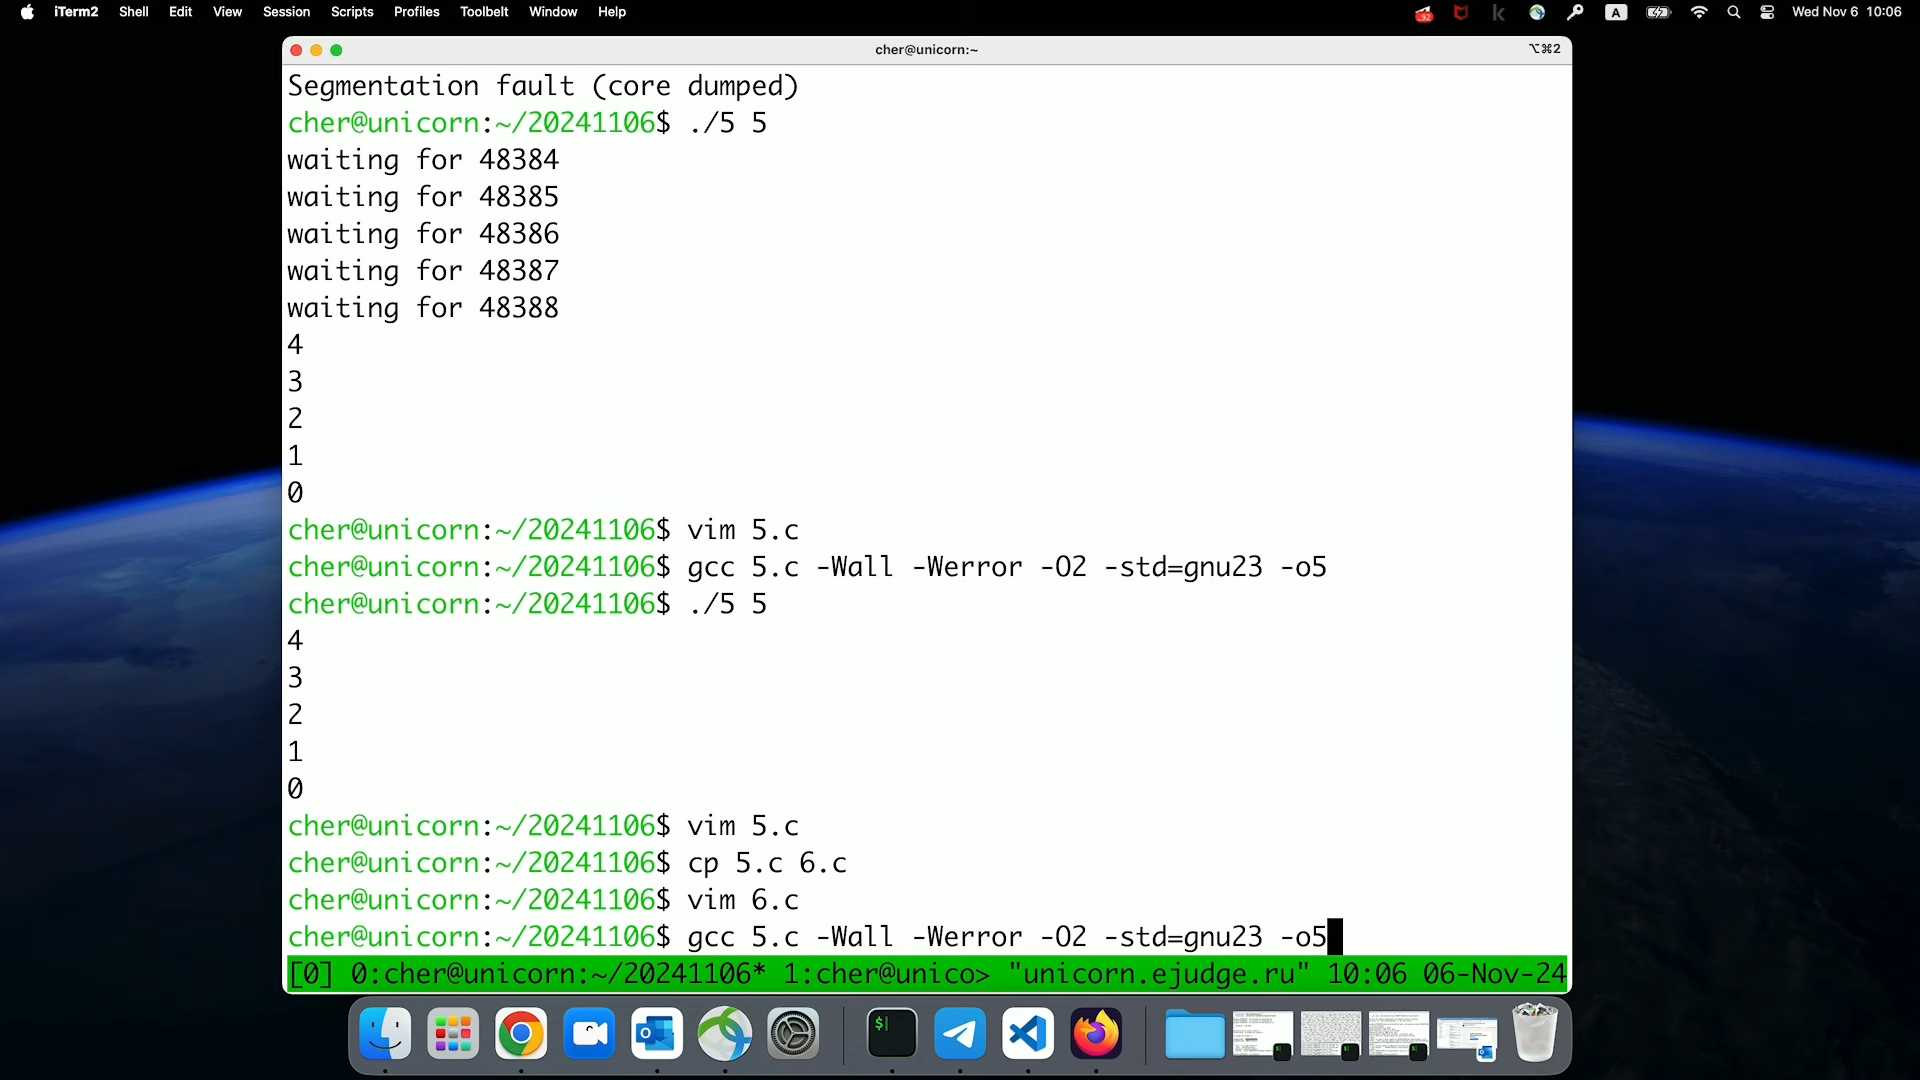 iTerm2 Shell Edit View Session Scripts Profiles Toolbelt Window Help A Wed Nov 6 10:06
cher@unicorn:~ ⌥⌘2
Segmentation fault (core dumped)
cher@unicorn:~/20241106$ ./5 5
waiting for 48384
waiting for 48385
waiting for 48386
waiting for 48387
waiting for 48388
4
3
2
1
0
cher@unicorn:~/20241106$ vim 5.c
cher@unicorn:~/20241106$ gcc 5.c -Wall -Werror -O2 -std=gnu23 -o5
cher@unicorn:~/20241106$ ./5 5
4
3
2
1
0
cher@unicorn:~/20241106$ vim 5.c
cher@unicorn:~/20241106$ cp 5.c 6.c
cher@unicorn:~/20241106$ vim 6.c
cher@unicorn:~/20241106$ gcc 5.c -Wall -Werror -O2 -std=gnu23 -o5
[0] 0:cher@unicorn:~/20241106* 1:cher@unico> "unicorn.ejudge.ru" 10:06 06-Nov-24